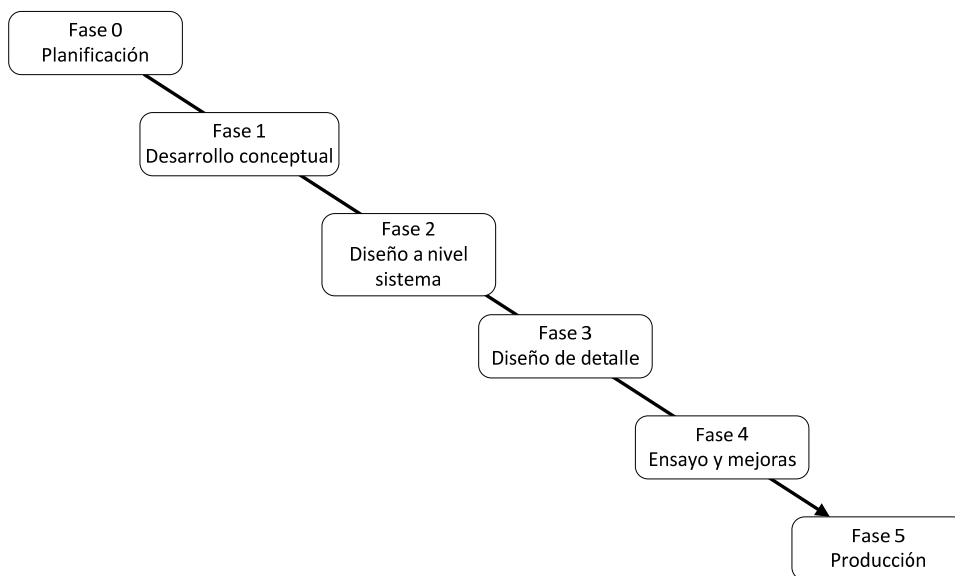 Fase 0
Planificación
Fase 1
Desarrollo conceptual
Fase 2
Diseño a nivel
sistema
Fase 3
Diseño de detalle
Fase 4
Ensayo y mejoras
Fase 5
Producción